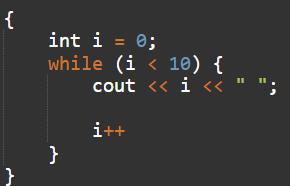 {
    int i = 0;
    while (i < 10) {
        cout << i << " ";

        i++
    }
}